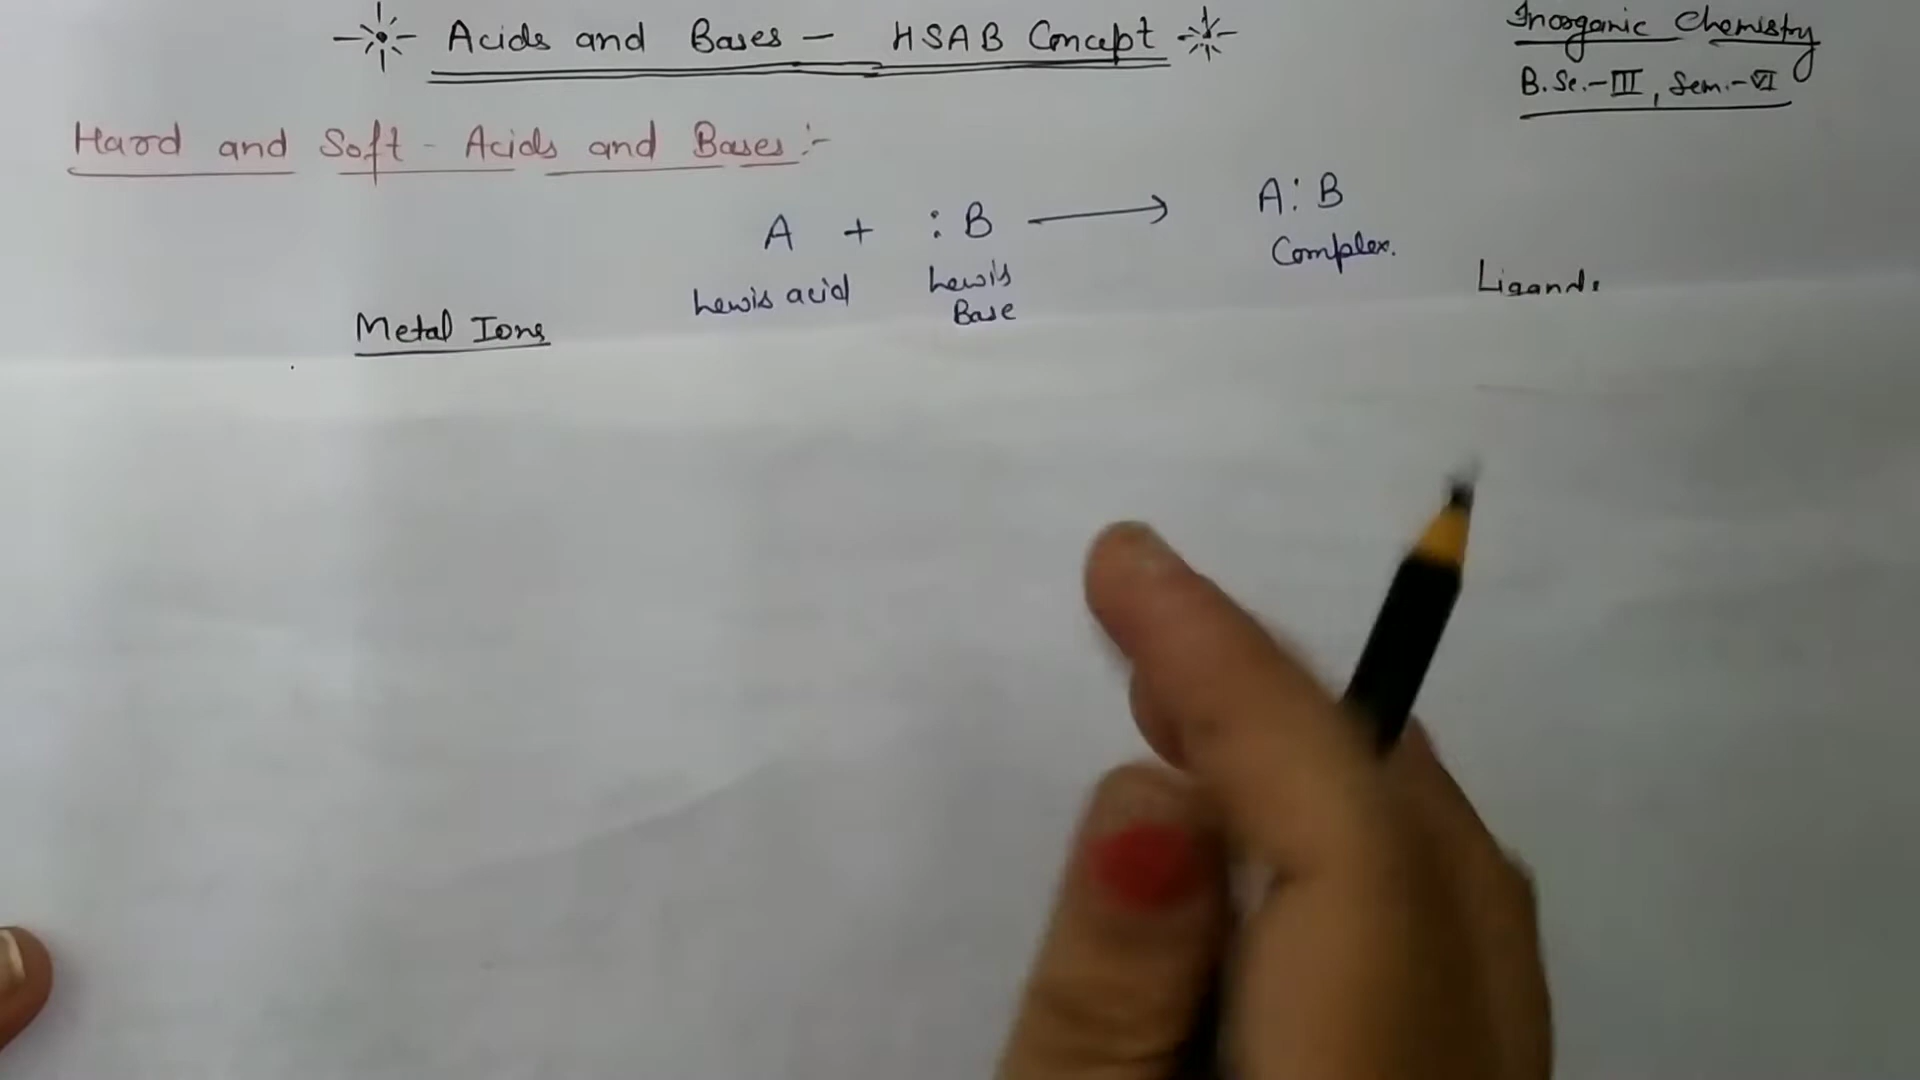 Acids and Bases - HSAB Concept
Inorganic Chemistry
B.Sc.-III, Sem.-VI
Hard and Soft - Acids and Bases :-
A + :B ⟶ A:B
Lewis acid Lewis Base Complex.
Metal Ions Ligands